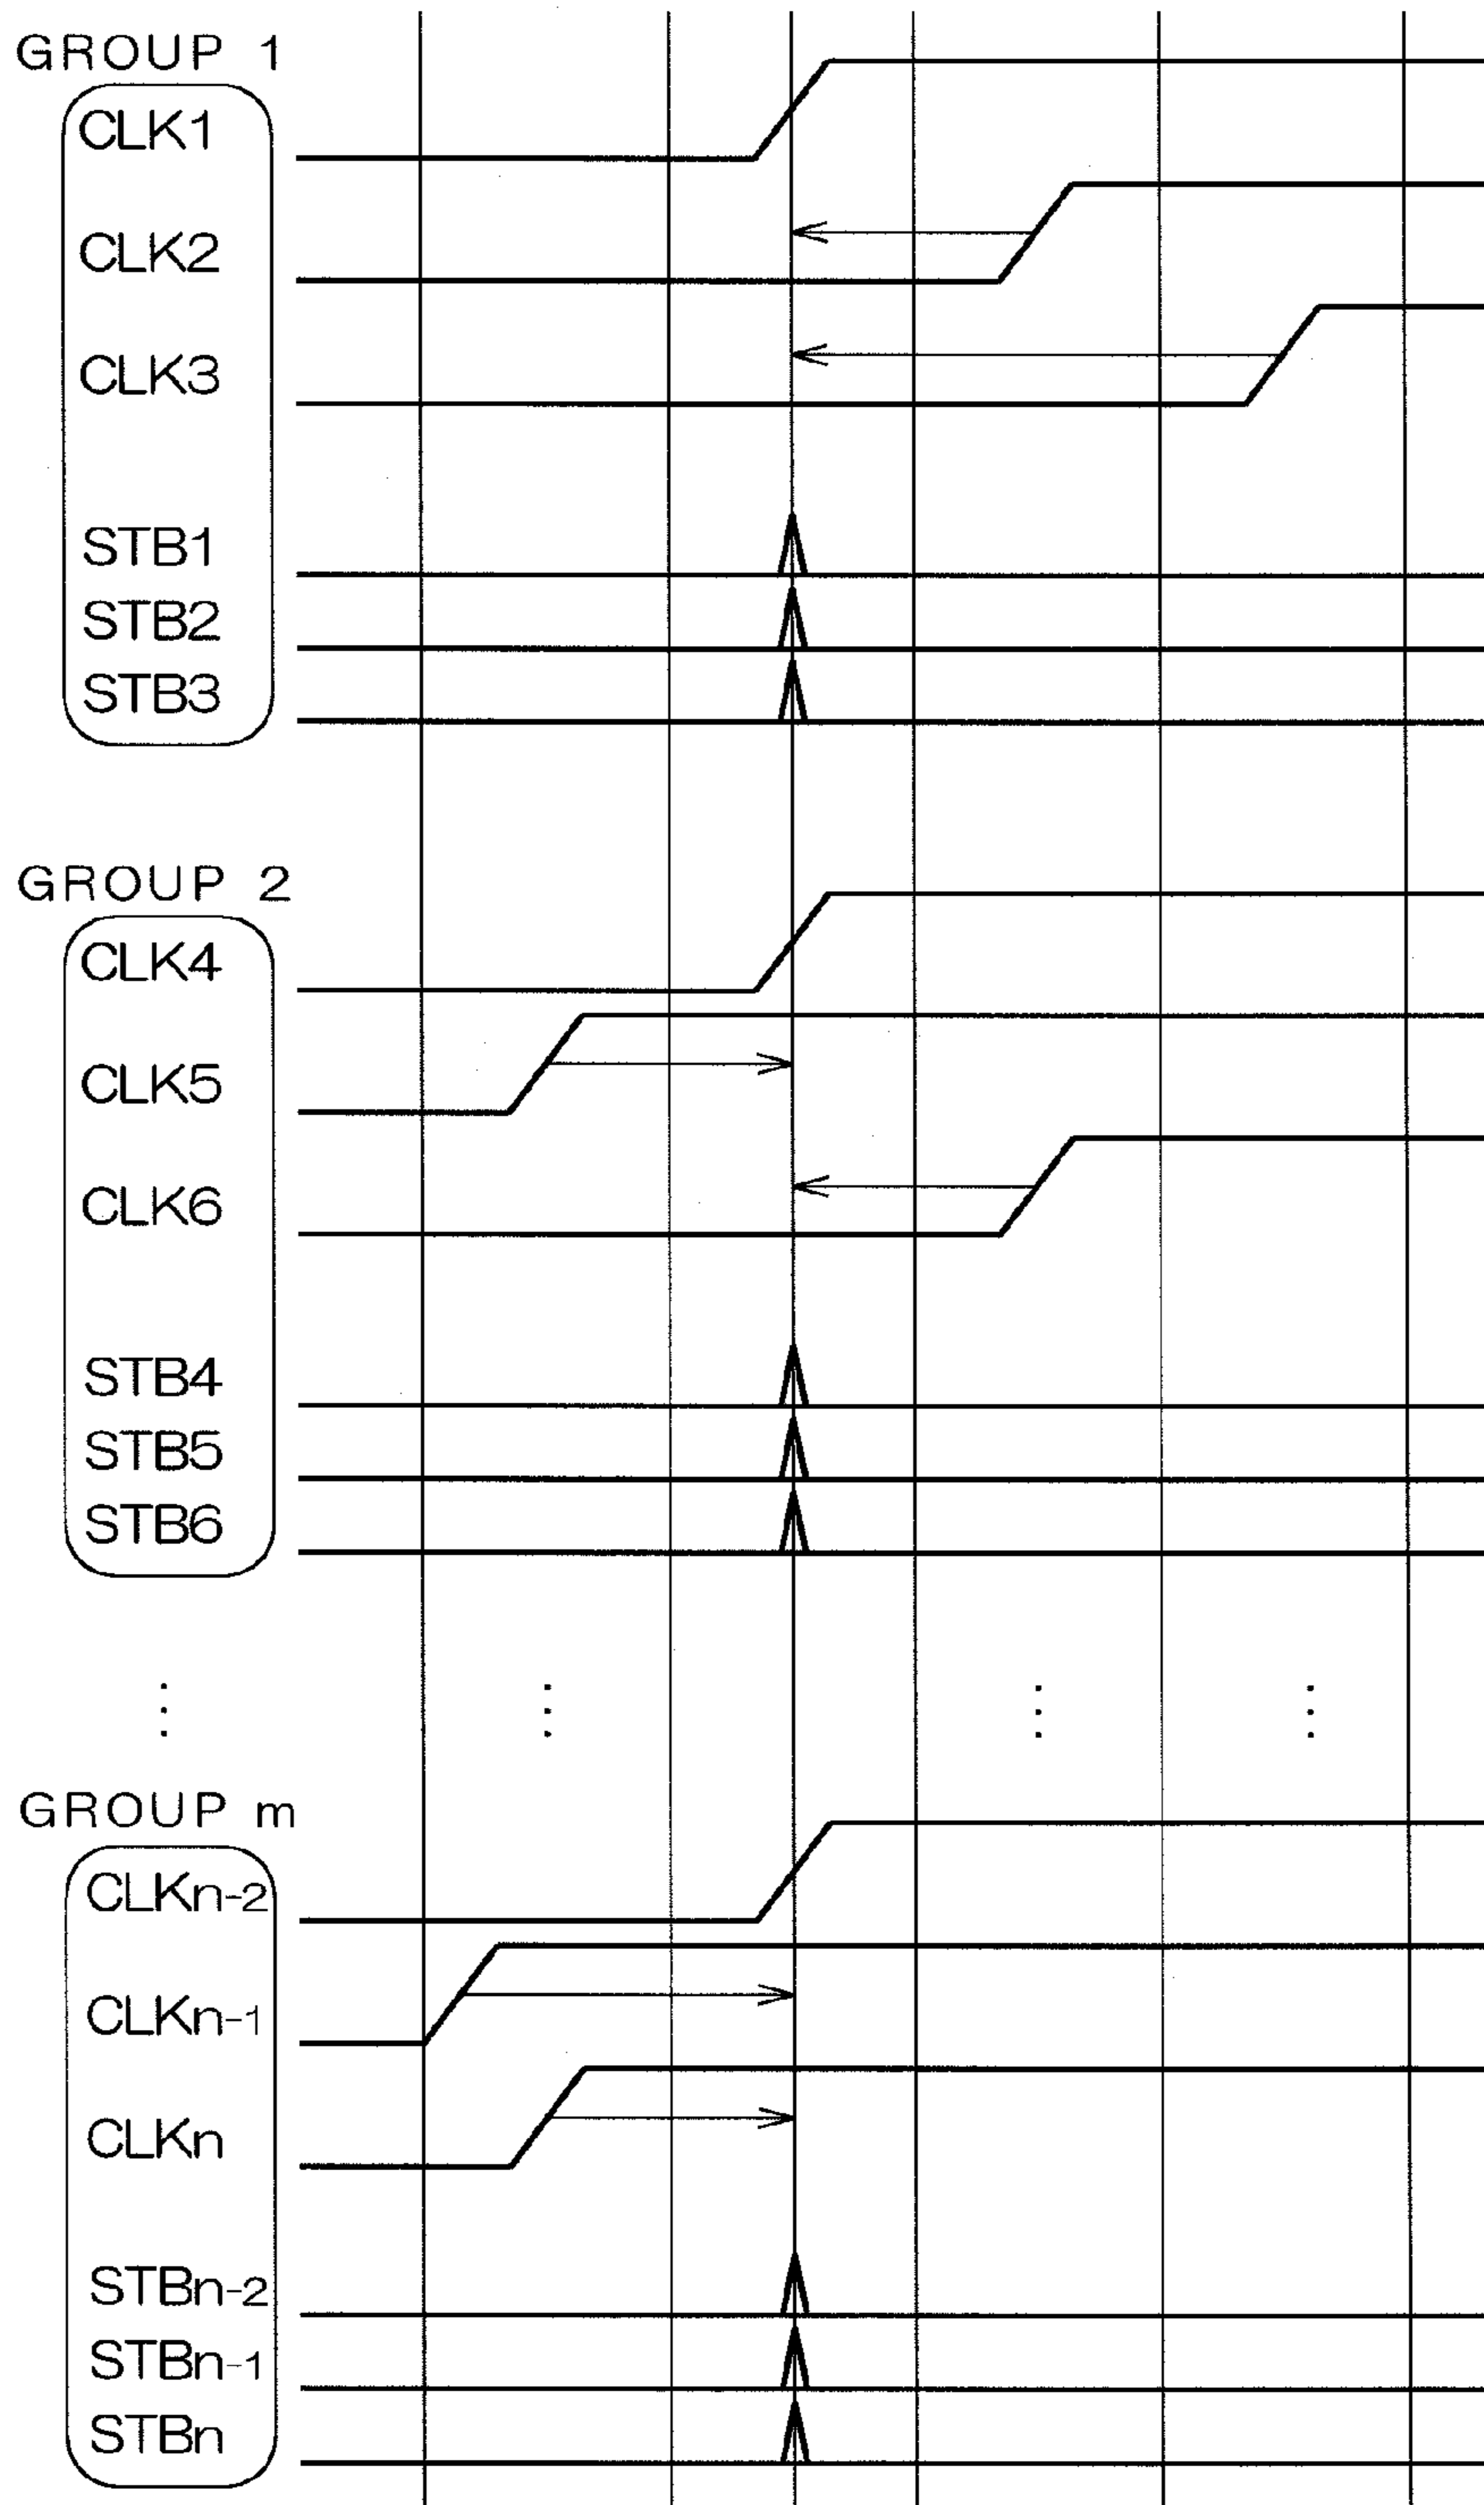 GROUP 1
CLK1
CLK2
CLK3
STB1
STB2
STB3
GROUP 2
CLK4
CLK5
CLK6
STB4
STB5
STB6
GROUP m
CLKn-2
CLKn-1
CLKn
STBn-2
STBn-1
STBn